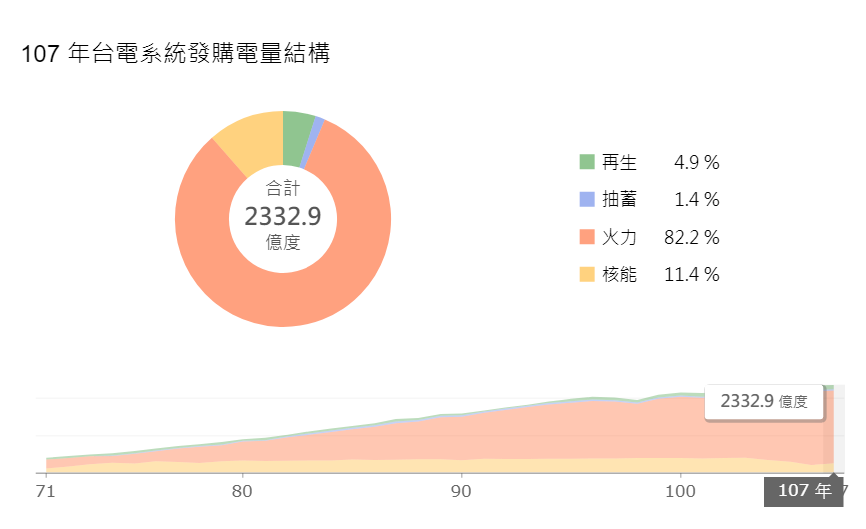 107 年台電系統發購電量結構
合計
2332.9
億度
再生 4.9 %
抽蓄 1.4 %
火力 82.2 %
核能 11.4 %
2332.9 億度
71 80 90 100
107 年